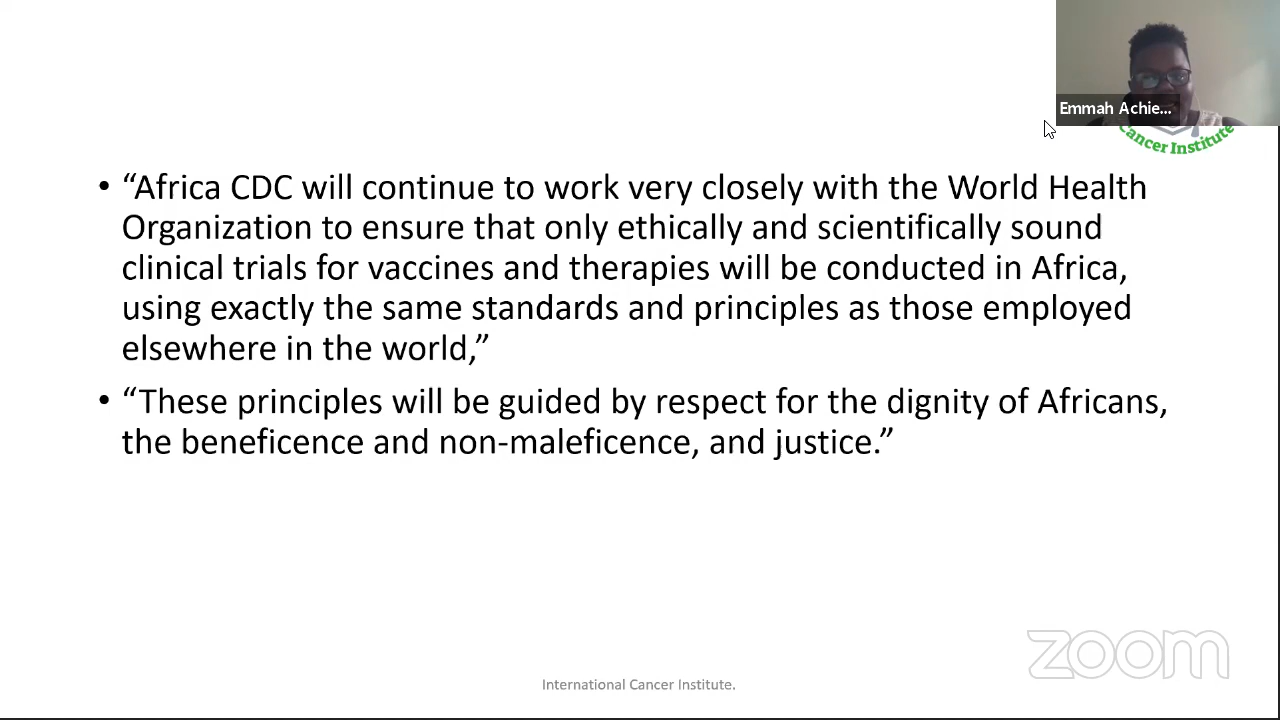 Emmah Achie...
Cancer Institute
• “Africa CDC will continue to work very closely with the World Health
Organization to ensure that only ethically and scientifically sound
clinical trials for vaccines and therapies will be conducted in Africa,
using exactly the same standards and principles as those employed
elsewhere in the world,”
• “These principles will be guided by respect for the dignity of Africans,
the beneficence and non-maleficence, and justice.”
zoom
International Cancer Institute.